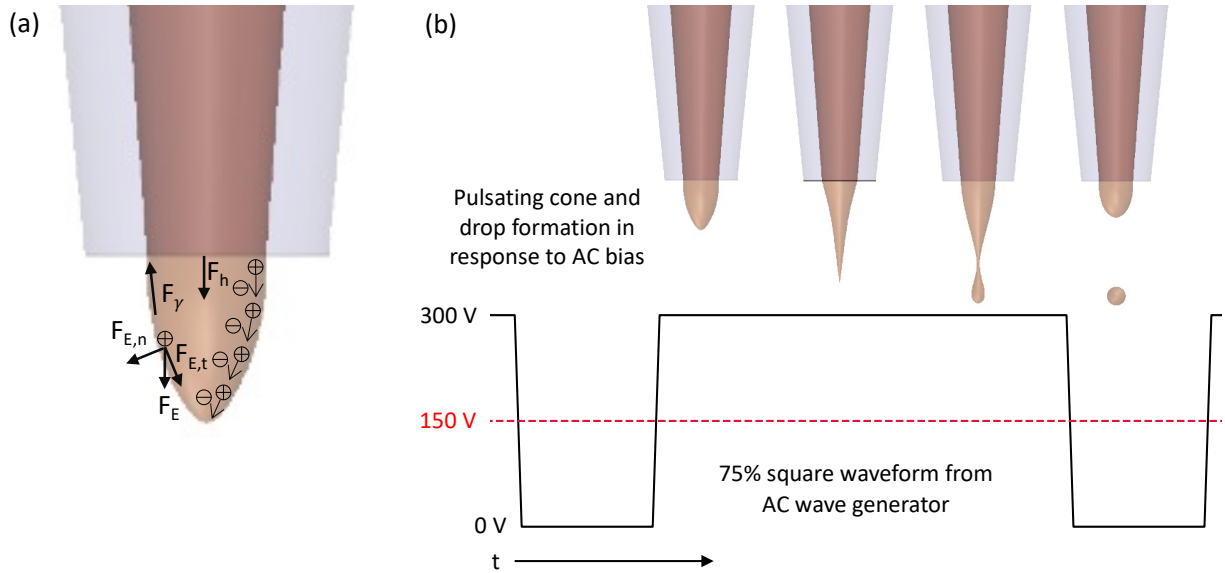 (a)
F_h
F_γ
F_E,n
F_E,t
F_E
(b)
Pulsating cone and
drop formation in
response to AC bias
300 V
150 V
75% square waveform from
AC wave generator
0 V
t